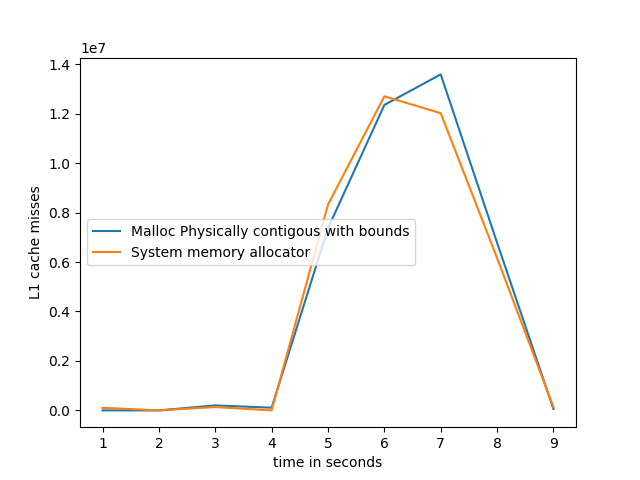 1e7
1.4
1.2
1.0
0.8
0.6
0.4
0.2
0.0
L1 cache misses
Malloc Physically contigous with bounds
System memory allocator
1 2 3 4 5 6 7 8 9
time in seconds